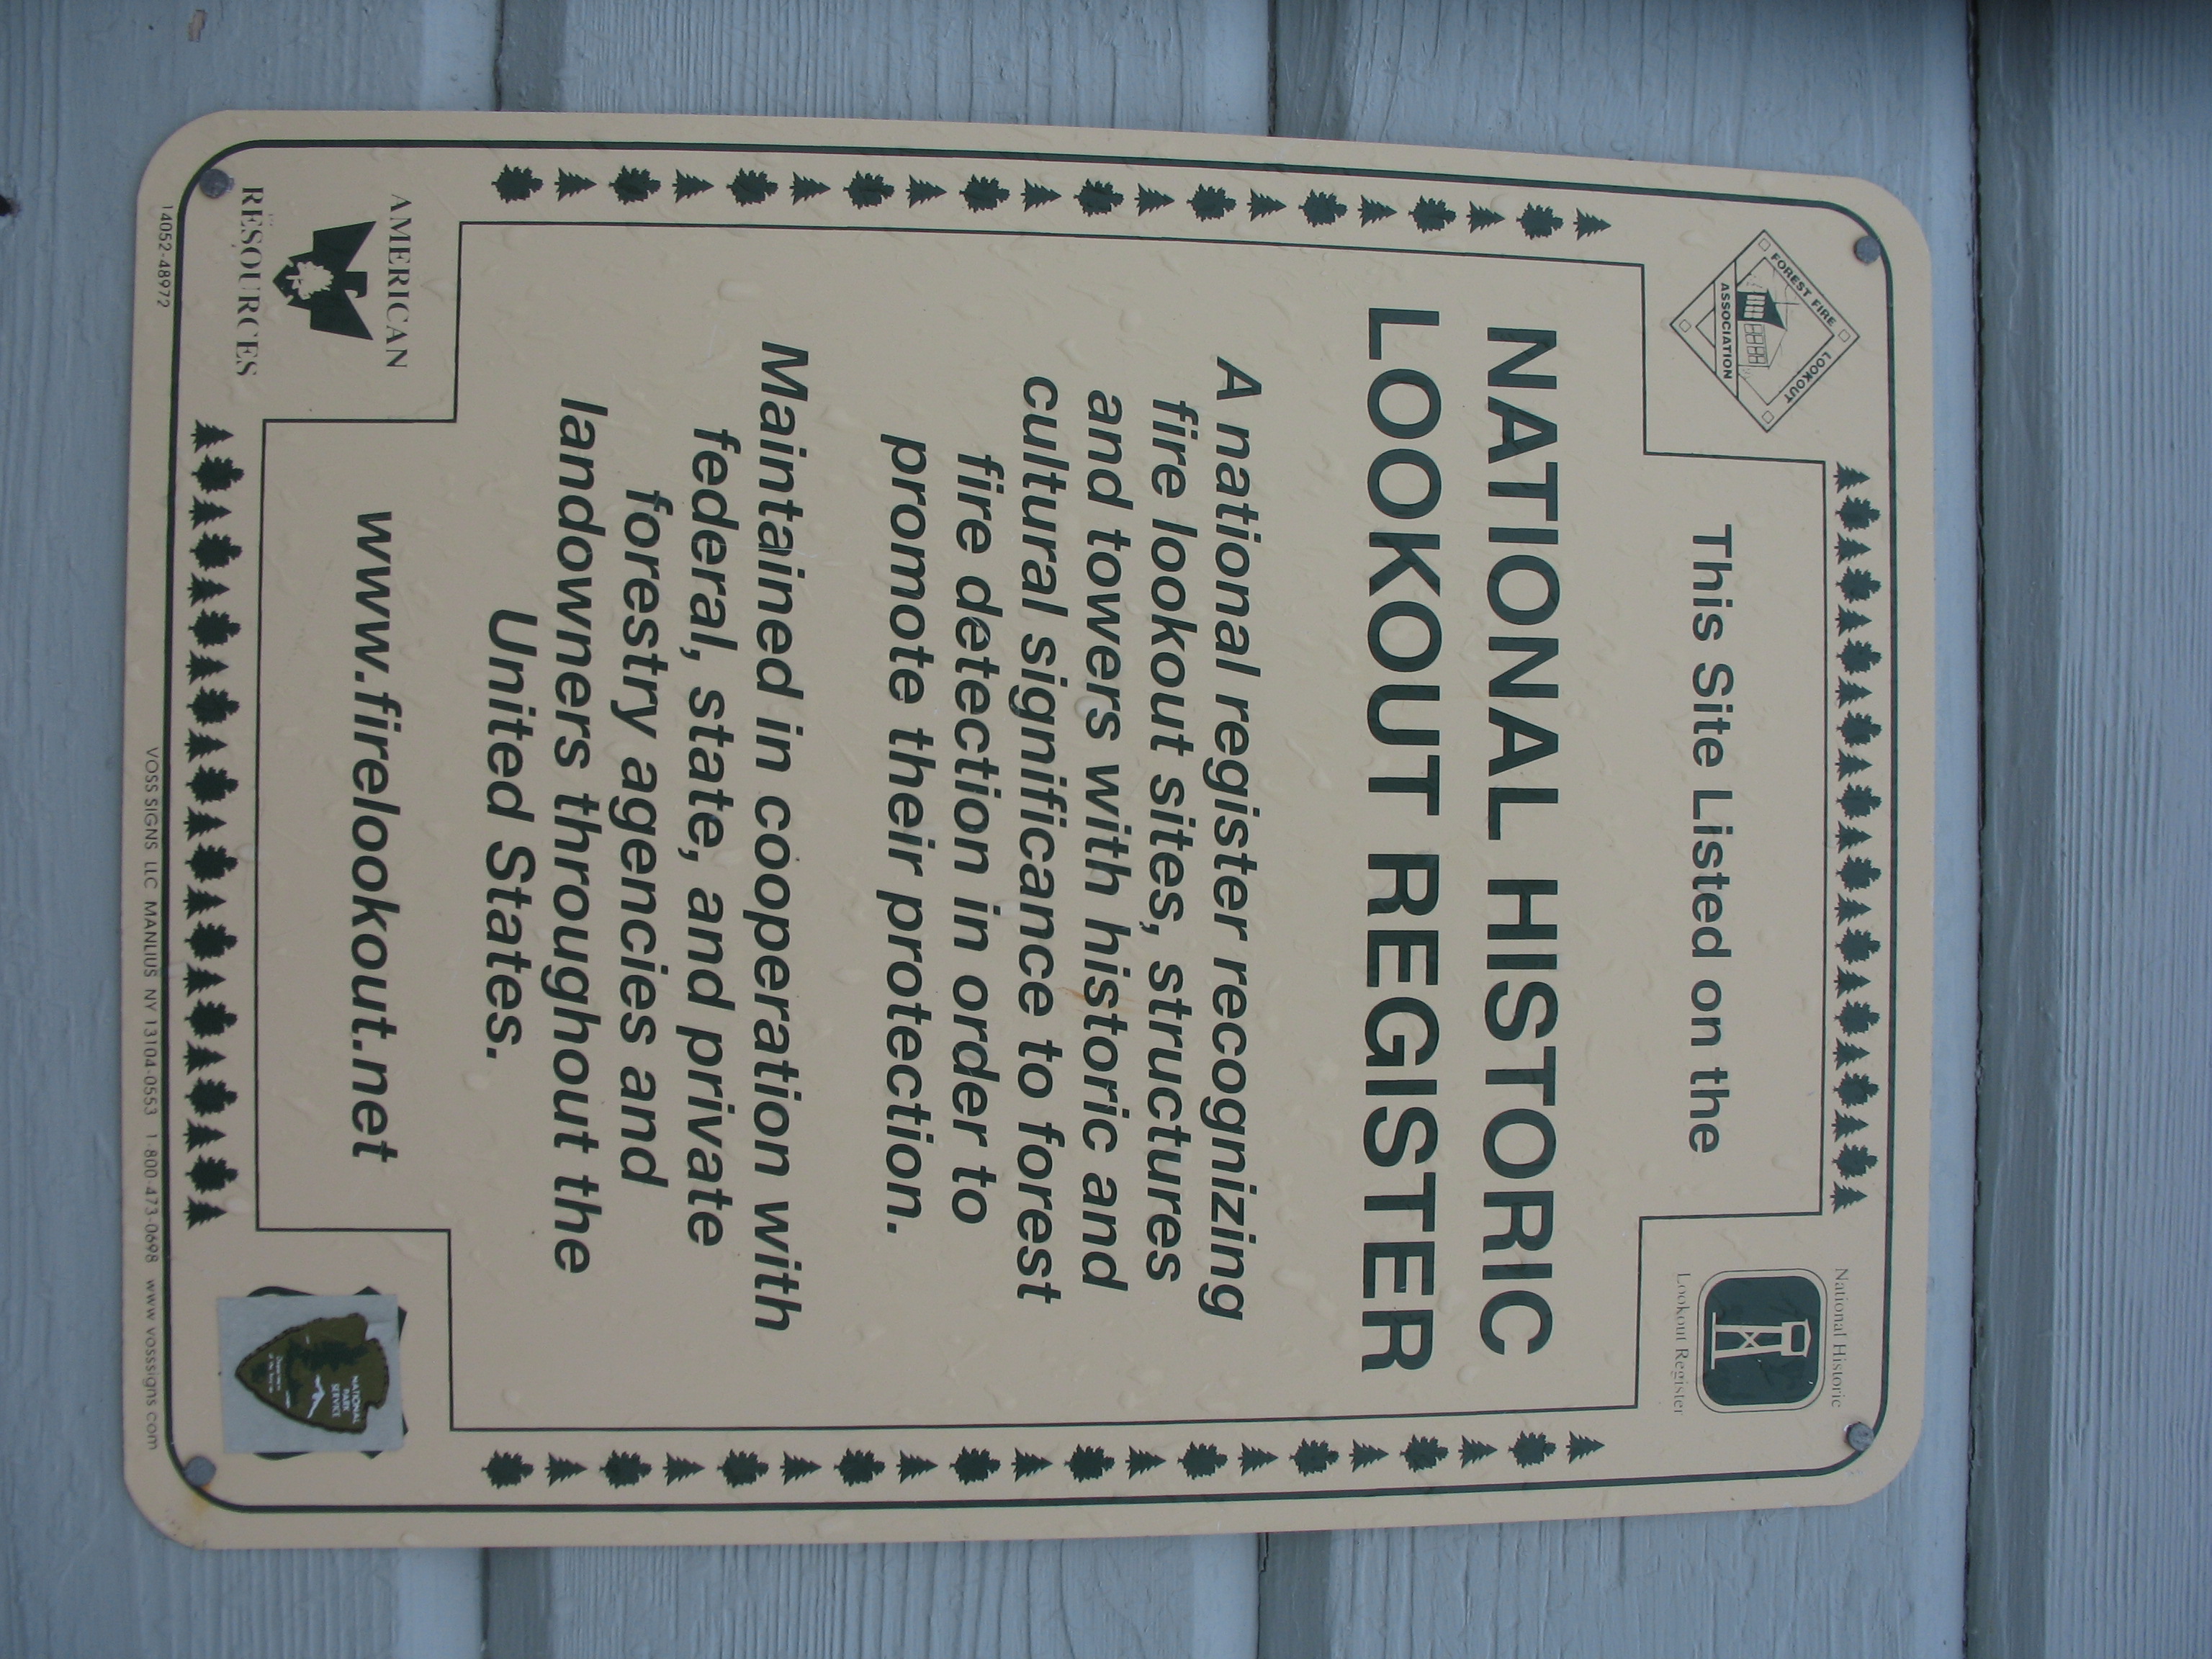 FOREST FIRE
LOOKOUT
ASSOCIATION
National Historic
Lookout Register
This Site Listed on the
NATIONAL HISTORIC
LOOKOUT REGISTER
A national register recognizing
fire lookout sites, structures
and towers with historic and
cultural significance to forest
fire detection in order to
promote their protection.
Maintained in cooperation with
federal, state, and private
forestry agencies and
landowners throughout the
United States.
www.firelookout.net
AMERICAN
RESOURCES
NATIONAL
PARK
SERVICE
14052-48972
VOSS SIGNS LLC MANLIUS NY 13104-0553 1-800-473-0698 www.vosssigns.com